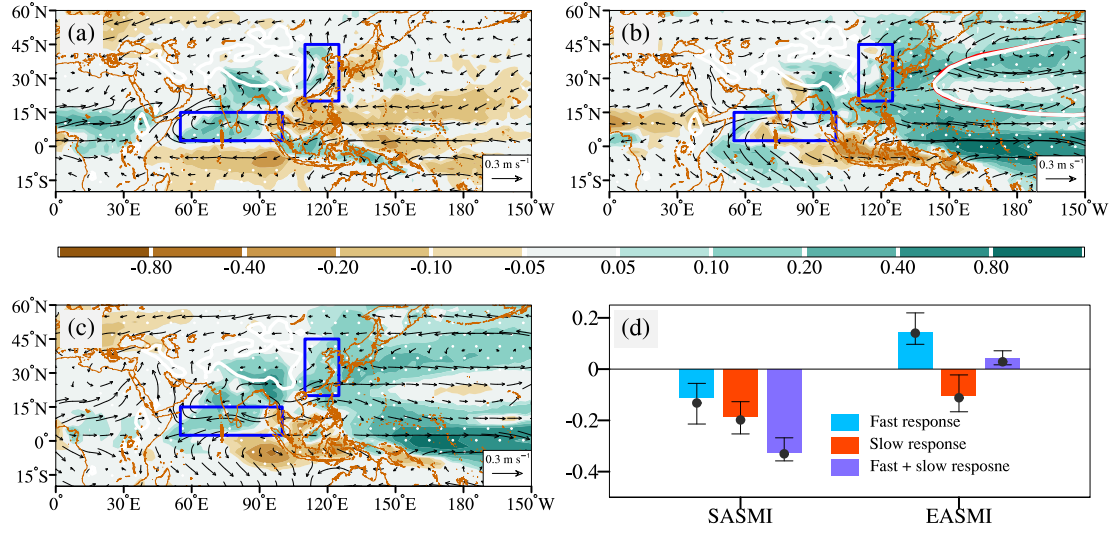 60°N
45°N
30°N
15°N
0°
15°S
(a)
0.3 m s⁻¹
0° 30°E 60°E 90°E 120°E 150°E 180° 150°W
60°N
45°N
30°N
15°N
0°
15°S
(b)
0.3 m s⁻¹
0° 30°E 60°E 90°E 120°E 150°E 180° 150°W
-0.80 -0.40 -0.20 -0.10 -0.05 0.05 0.10 0.20 0.40 0.80
60°N
45°N
30°N
15°N
0°
15°S
(c)
0.3 m s⁻¹
0° 30°E 60°E 90°E 120°E 150°E 180° 150°W
0.2
0
-0.2
-0.4
(d)
Fast response
Slow response
Fast + slow resposne
SASMI EASMI